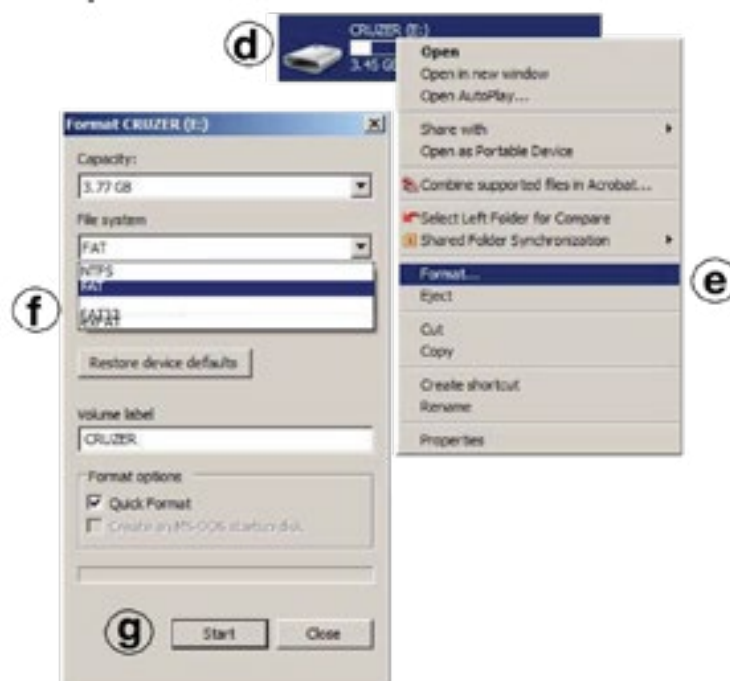 d
CRUZER (E:)
3.45 GB
Open
Open in new window
Open AutoPlay...
Share with
Open as Portable Device
Combine supported files in Acrobat...
Select Left Folder for Compare
Shared Folder Synchronization
Format...
Eject
Cut
Copy
Create shortcut
Rename
Properties
e
Format CRUZER (E:)
Capacity:
3.77 GB
File system
FAT
NTFS
FAT
f
Restore device defaults
Volume label
CRUZER
Format options
Quick Format
Create an MS-DOS startup disk
g
Start
Close